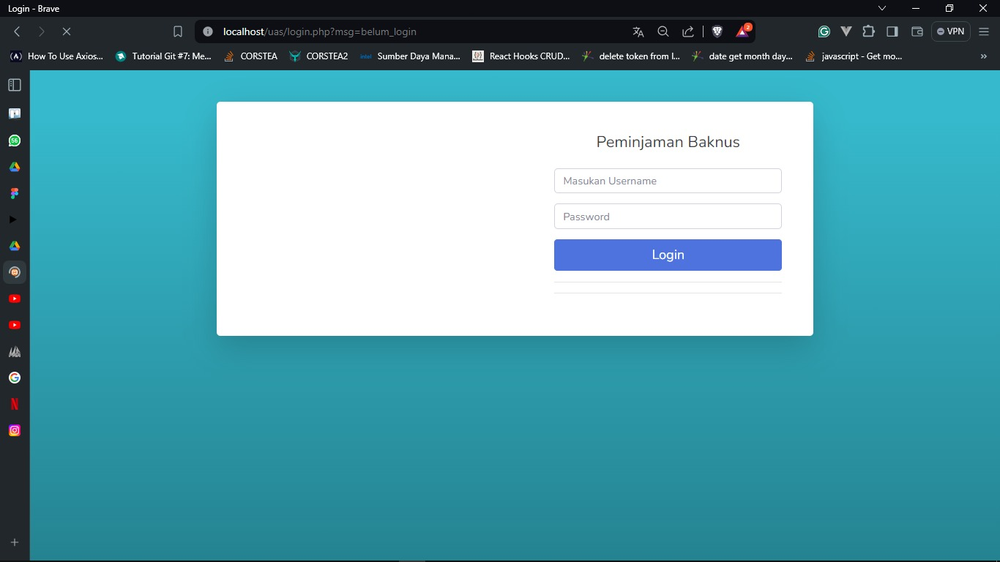 Login - Brave
localhost/uas/login.php?msg=belum_login
2
VPN
How To Use Axios...
Tutorial Git #7: Me...
CORSTEA
CORSTEA2
intel
Sumber Daya Mana...
React Hooks CRUD...
delete token from l...
date get month day...
javascript - Get mo...
56
Peminjaman Baknus
Masukan Username
Password
Login